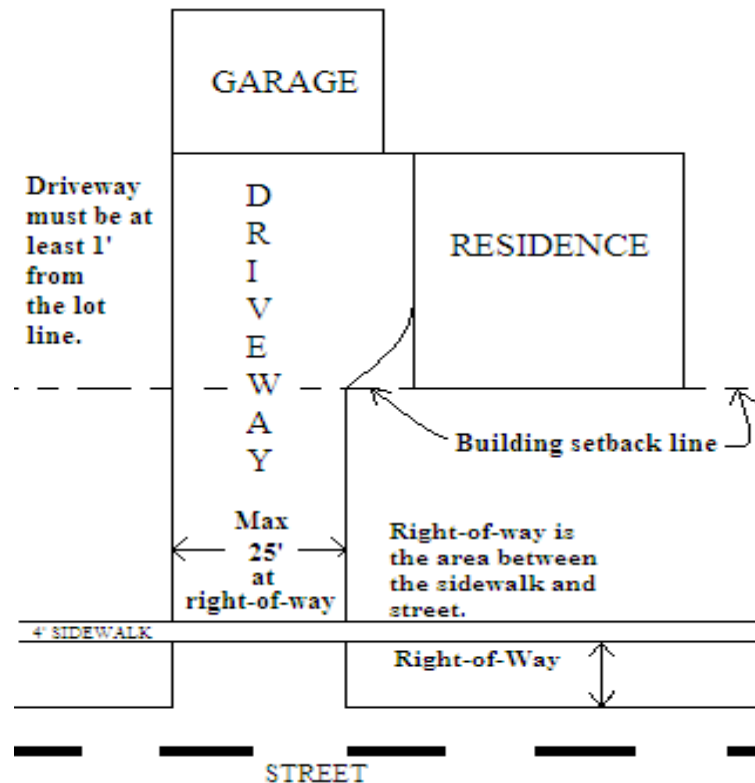 GARAGE
Driveway
must be at
least 1'
from
the lot
line.
D
R
I
V
E
W
A
Y
RESIDENCE
Building setback line
Max
25'
at
right-of-way
Right-of-way is
the area between
the sidewalk and
street.
4' SIDEWALK
Right-of-Way
STREET